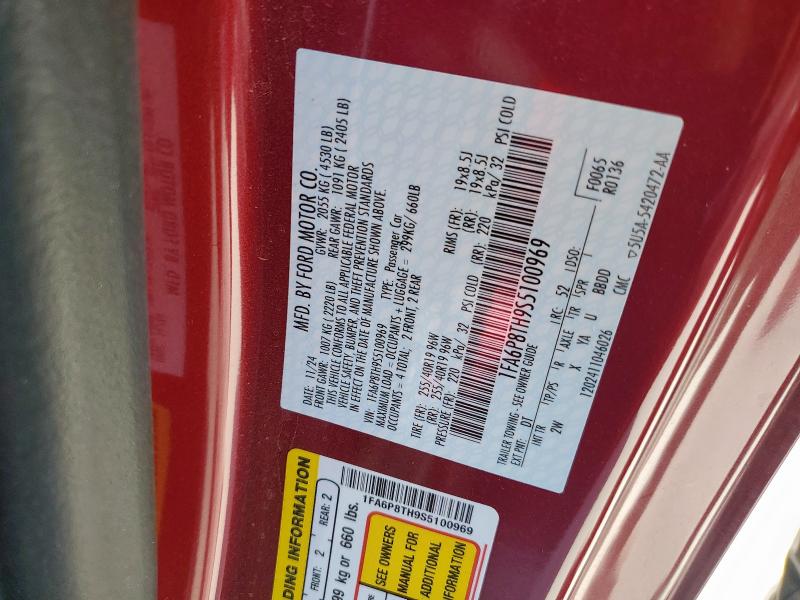 MFD. BY FORD MOTOR CO.
DATE: 11/24 GVWR: 2055 KG ( 4530 LB)
FRONT GAWR: 1007 KG (2220 LB) REAR GAWR: 1091 KG ( 2405 LB)
THIS VEHICLE CONFORMS TO ALL APPLICABLE FEDERAL MOTOR
VEHICLE SAFETY, BUMPER, AND THEFT PREVENTION STANDARDS
IN EFFECT ON THE DATE OF MANUFACTURE SHOWN ABOVE.
VIN: 1FA6P8TH9S5100969 TYPE: Passenger Car
MAXIMUM LOAD = OCCUPANTS + LUGGAGE = 299KG/ 660LB
OCCUPANTS = 4 TOTAL: 2 FRONT, 2 REAR
TIRE (FR): 255/40R19 96W RIMS (FR): 19x8.5J
(RR): 255/40R19 96W (RR): 19x8.5J
PRESSURE (FR): 220 kPa/ 32 PSI COLD (RR): 220 kPa/ 32 PSI COLD
1FA6P8TH9S5100969
TRAILER TOWING - SEE OWNER GUIDE
EXT PNT: DT LRC: 52 DSO: F0065
INT TR TP/PS R AXLE TR SPR R0136
2W X YA U BBDD
1202411046026 CMC ▽5U5A-5420472-AA
DING INFORMATION
FRONT: 2 REAR: 2
99 kg or 660 lbs.
1FA6P8TH9S5100969
SEE OWNERS
MANUAL FOR
ADDITIONAL
INFORMATION